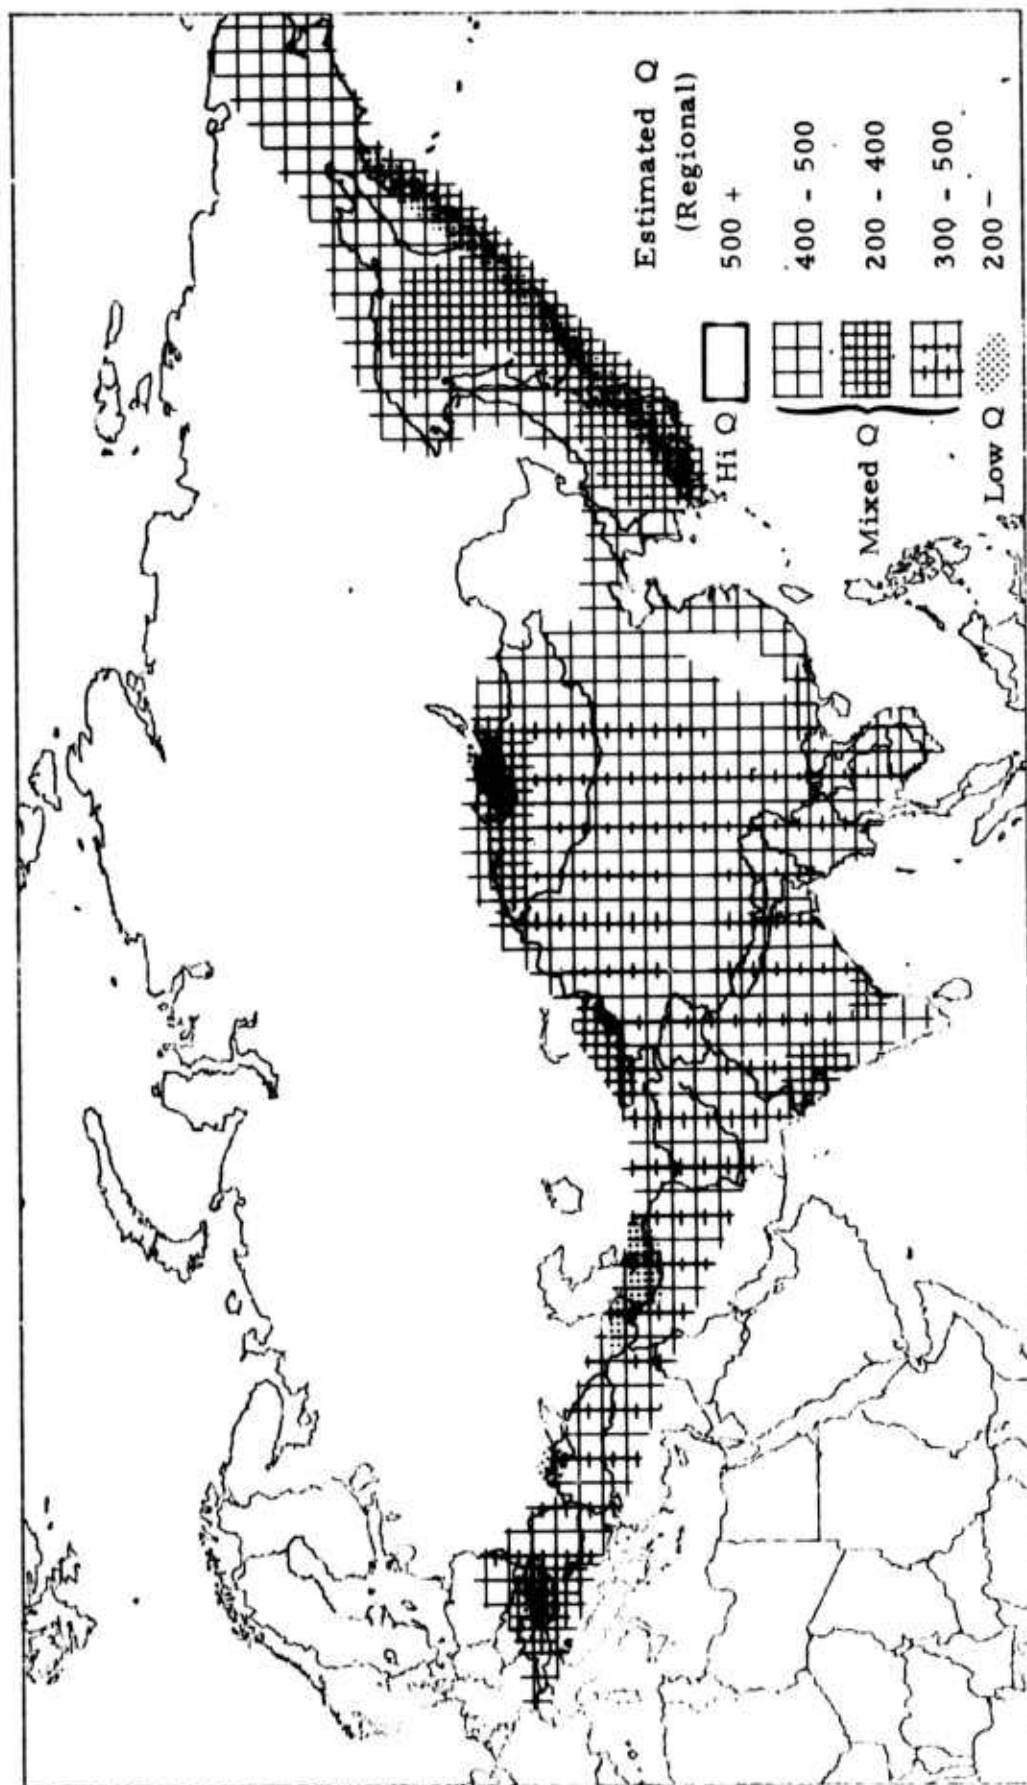 Estimated Q
(Regional)
Hi Q 500 +
400 - 500
Mixed Q 200 - 400
300 - 500
Low Q 200 -